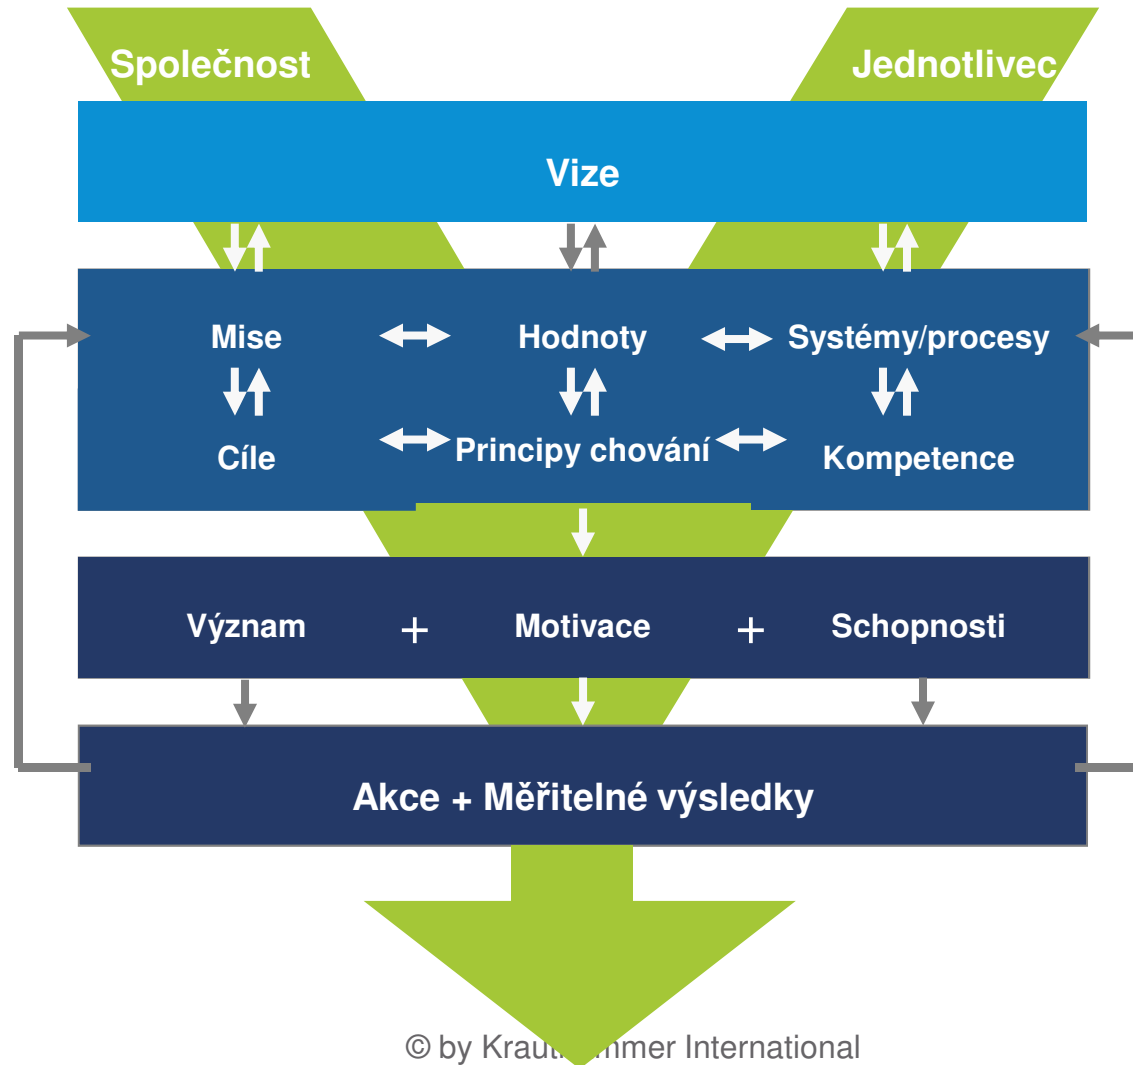 Společnost Jednotlivec
Vize
Mise Hodnoty Systémy/procesy
Cíle Principy chování Kompetence
Význam + Motivace + Schopnosti
Akce + Měřitelné výsledky
© by International